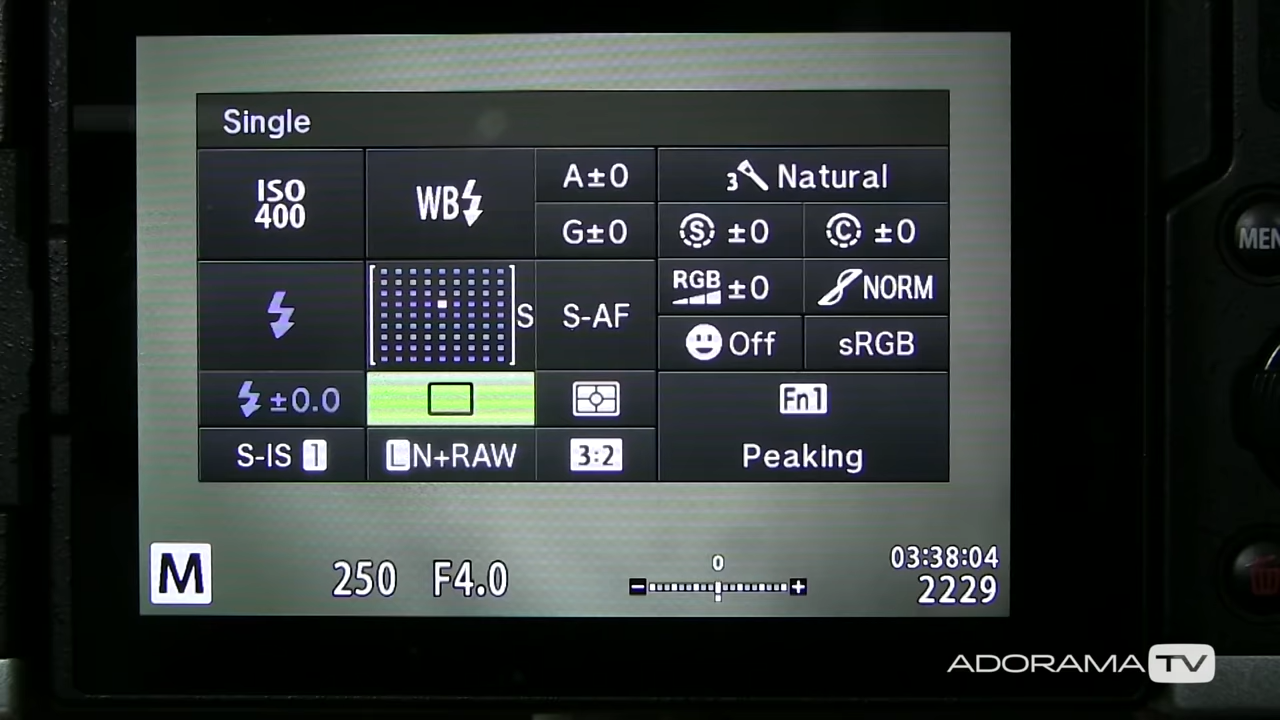 Single
ISO 400
WB
A±0
G±0
3 Natural
S ±0
C ±0
S
S-AF
RGB ±0
NORM
Off
sRGB
±0.0
Fn1
S-IS 1
LN+RAW
3:2
Peaking
M
250 F4.0
- 0 +
03:38:04
2229
MEN
ADORAMA TV